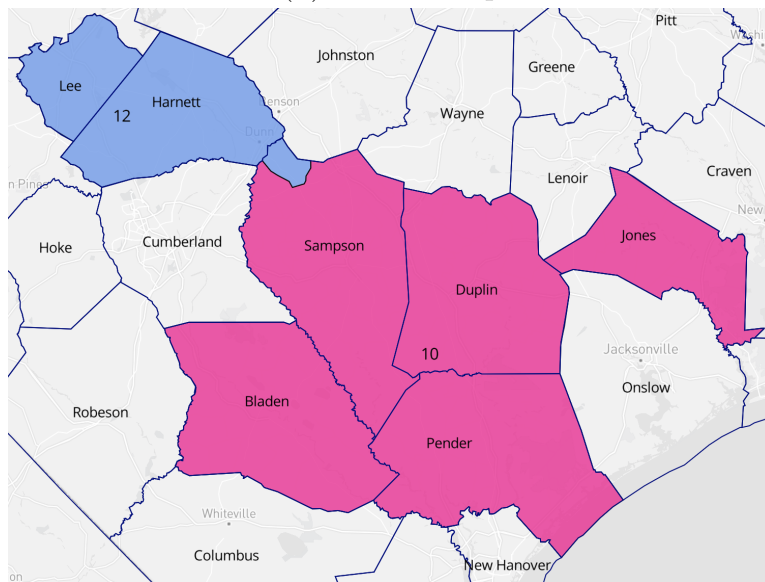 Pitt
Johnston
Greene
Lee
Harnett
12
Wayne
Craven
Lenoir
Hoke
Cumberland
Sampson
Jones
Duplin
10
Jacksonville
Onslow
Bladen
Robeson
Pender
Whiteville
Columbus
New Hanover